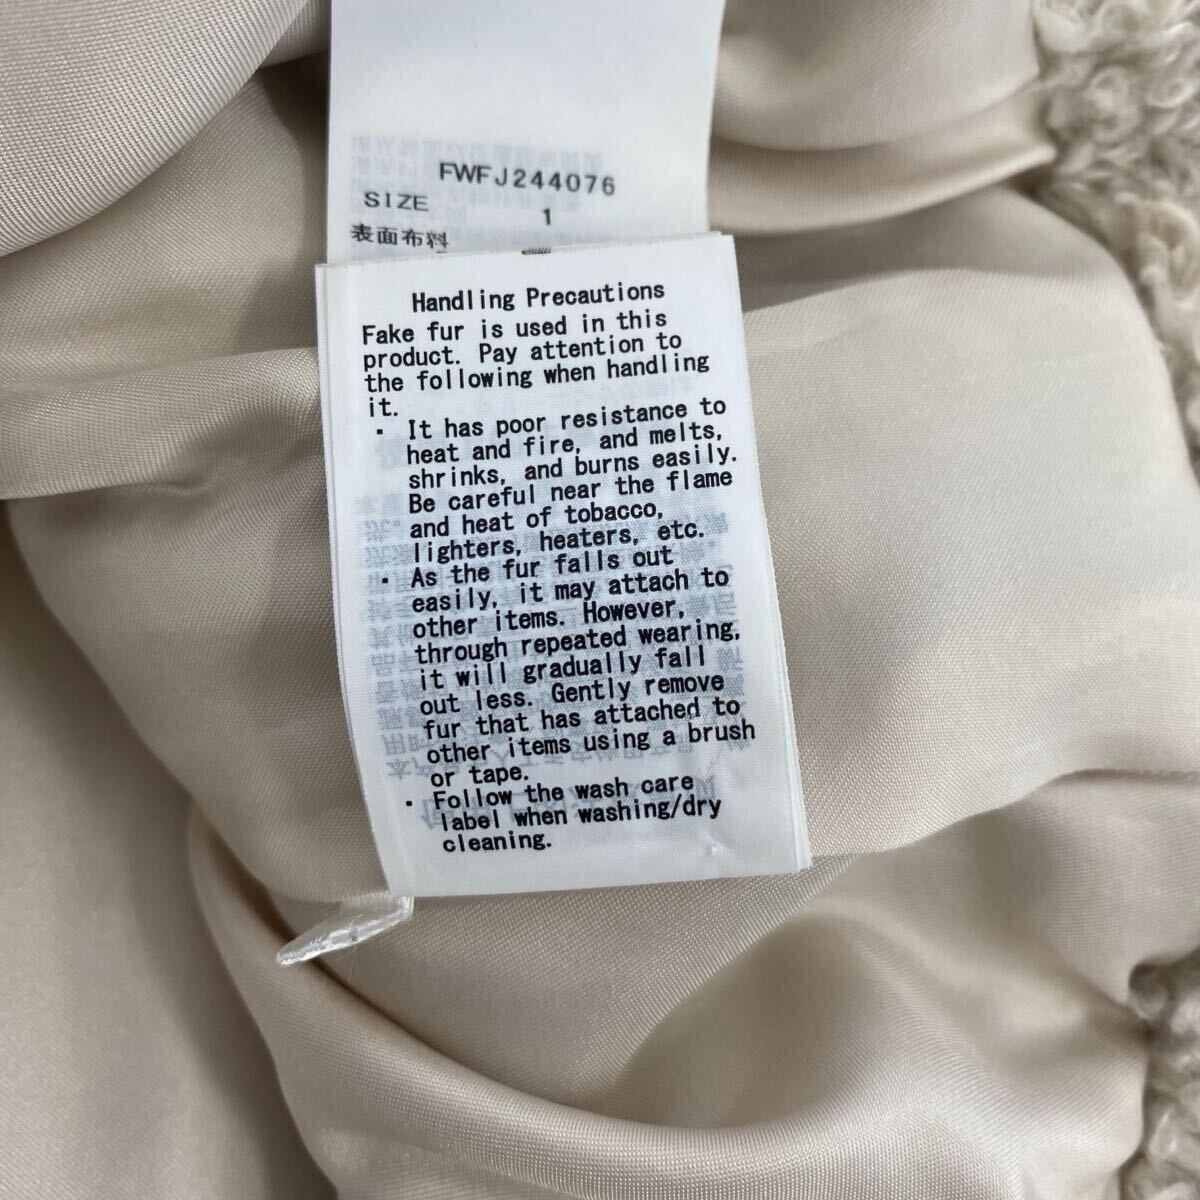 FWFJ244076
SIZE 1
表面布料
Handling Precautions
Fake fur is used in this
product. Pay attention to
the following when handling
it.
・ It has poor resistance to
heat and fire, and melts,
shrinks, and burns easily.
Be careful near the flame
and heat of tobacco,
lighters, heaters, etc.
・ As the fur falls out
easily, it may attach to
other items. However,
through repeated wearing,
it will gradually fall
out less. Gently remove
fur that has attached to
other items using a brush
or tape.
・ Follow the wash care
label when washing/dry
cleaning.